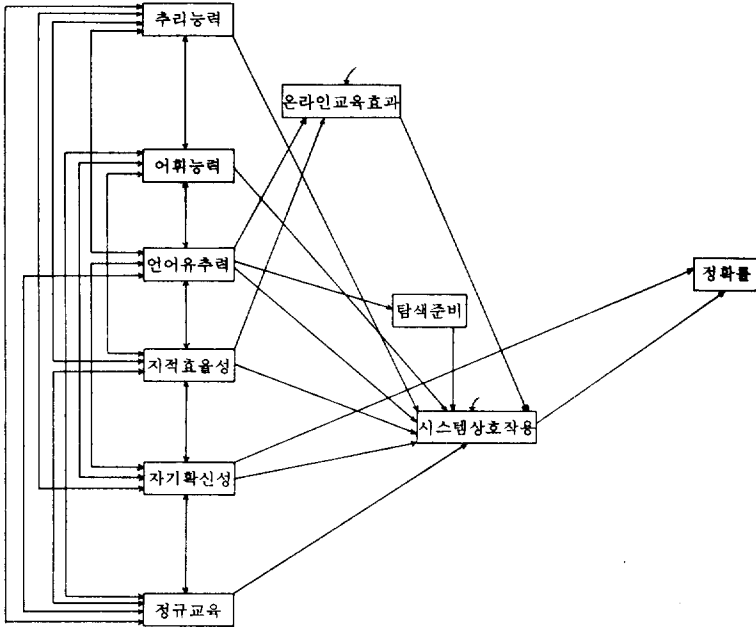 추리능력
온라인교육효과
어휘능력
언어유추력
정확률
탐색준비
지적효율성
시스템상호작용
자기확신성
정규교육